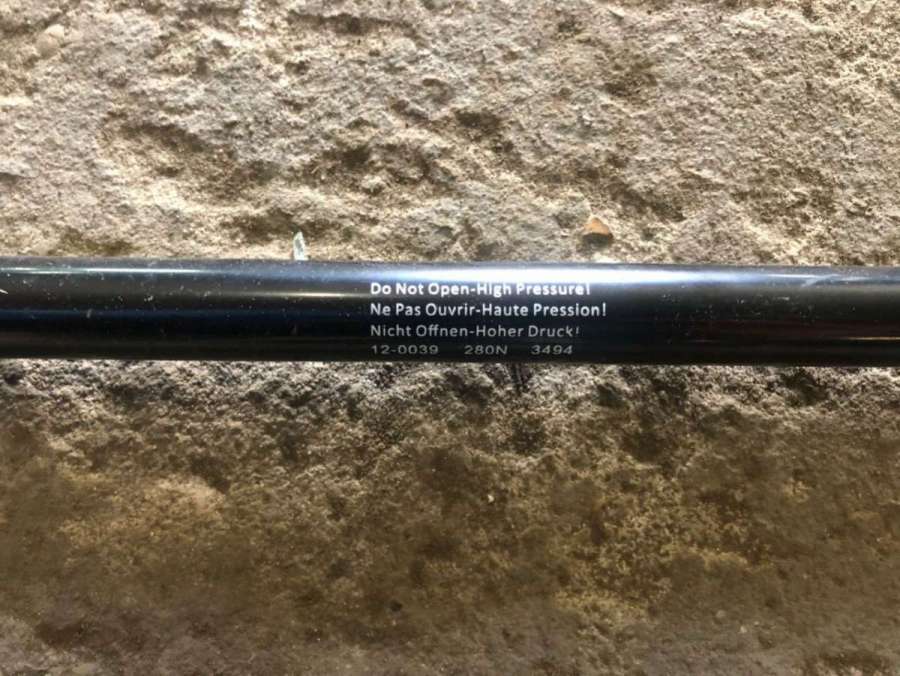 Do Not Open-High Pressure!
Ne Pas Ouvrir-Haute Pression!
Nicht Offnen-Hoher Druck!
12-0039 280N 3494